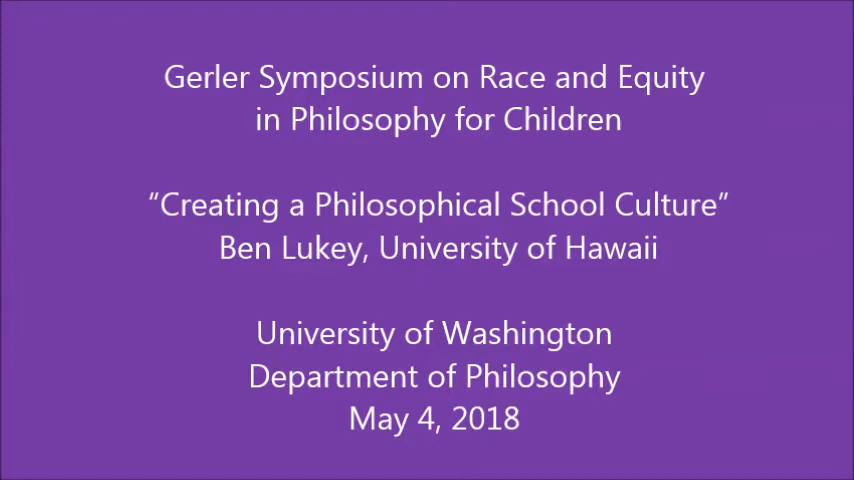 Gerler Symposium on Race and Equity
in Philosophy for Children
“Creating a Philosophical School Culture”
Ben Lukey, University of Hawaii
University of Washington
Department of Philosophy
May 4, 2018